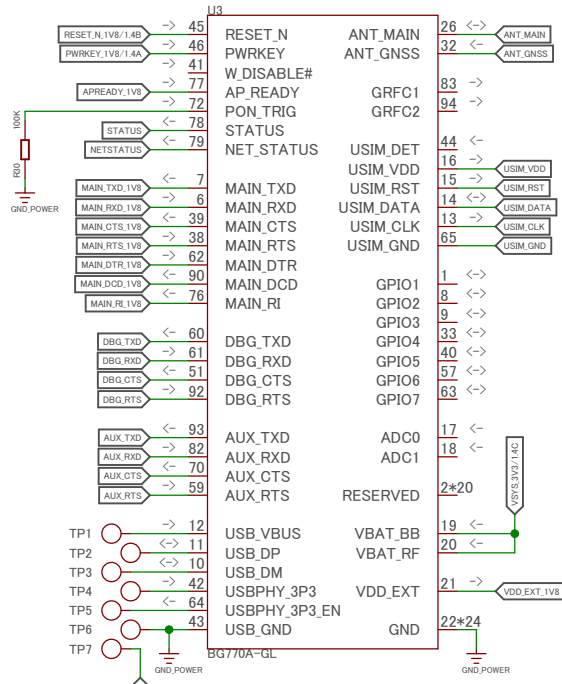 U3
RESET_N_1V8/1.4B -> 45 RESET_N ANT_MAIN 26 <-> ANT_MAIN
PWRKEY_1V8/1.4A -> 46 PWRKEY ANT_GNSS 32 <- ANT_GNSS
-> 41 W_DISABLE#
APREADY_1V8 -> 77 AP_READY GRFC1 83 ->
-> 72 PON_TRIG GRFC2 94 ->
STATUS <- 78 STATUS
NETSTATUS <- 79 NET_STATUS USIM_DET 44 <-
100K
R30
GND_POWER
USIM_VDD 16 -> USIM_VDD
MAIN_TXD_1V8 -> 7 MAIN_TXD USIM_RST 15 -> USIM_RST
MAIN_RXD_1V8 -> 6 MAIN_RXD USIM_DATA 14 <-> USIM_DATA
MAIN_CTS_1V8 <- 39 MAIN_CTS USIM_CLK 13 -> USIM_CLK
MAIN_RTS_1V8 -> 38 MAIN_RTS USIM_GND 65 USIM_GND
MAIN_DTR_1V8 -> 62 MAIN_DTR
MAIN_DCD_1V8 <- 90 MAIN_DCD GPIO1 1 <->
MAIN_RI_1V8 <- 76 MAIN_RI GPIO2 8 <->
GPIO3 9 <->
DBG_TXD <- 60 DBG_TXD GPIO4 33 <->
DBG_RXD -> 61 DBG_RXD GPIO5 40 <->
DBG_CTS <- 51 DBG_CTS GPIO6 57 <->
DBG_RTS -> 92 DBG_RTS GPIO7 63 <->
AUX_TXD <- 93 AUX_TXD ADC0 17 <-
AUX_RXD -> 82 AUX_RXD ADC1 18 <-
AUX_CTS <- 70 AUX_CTS
AUX_RTS -> 59 AUX_RTS RESERVED 2*20
VSYS_3V3/1.4C
TP1 -> 12 USB_VBUS VBAT_BB 19 <-
TP2 <-> 11 USB_DP VBAT_RF 20 <-
TP3 <-> 10 USB_DM
TP4 -> 42 USBPHY_3P3 VDD_EXT 21 -> VDD_EXT_1V8
TP5 <- 64 USBPHY_3P3_EN
TP6 43 USB_GND GND 22*24
TP7
BG770A-GL
GND_POWER GND_POWER